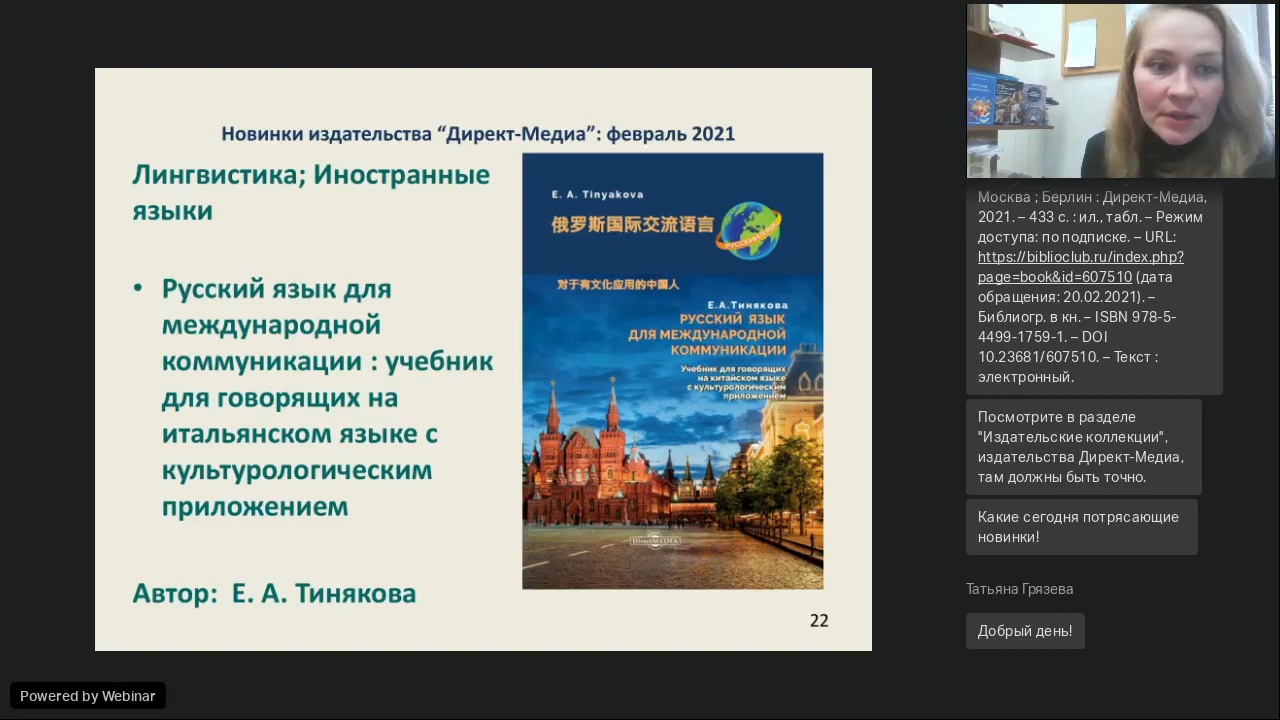 Новинки издательства “Директ-Медиа”: февраль 2021
Лингвистика; Иностранные
языки
• Русский язык для
международной
коммуникации : учебник
для говорящих на
итальянском языке с
культурологическим
приложением
Автор: Е. А. Тинякова
E. A. Tinyakova
俄罗斯国际交流语言
РУССКИЙ ЯЗЫК
对于有文化应用的中国人
Е.А.Тинякова
РУССКИЙ ЯЗЫК
ДЛЯ МЕЖДУНАРОДНОЙ
КОММУНИКАЦИИ
Учебник для говорящих
на китайском языке
с культурологическим
приложением
DirectMEDIA
22
Москва ; Берлин : Директ-Медиа,
2021. – 433 с. : ил., табл. – Режим
доступа: по подписке. – URL:
https://biblioclub.ru/index.php?
page=book&id=607510 (дата
обращения: 20.02.2021). –
Библиогр. в кн. – ISBN 978-5-
4499-1759-1. – DOI
10.23681/607510. – Текст :
электронный.
Посмотрите в разделе
"Издательские коллекции",
издательства Директ-Медиа,
там должны быть точно.
Какие сегодня потрясающие
новинки!
Татьяна Грязева
Добрый день!
Powered by Webinar